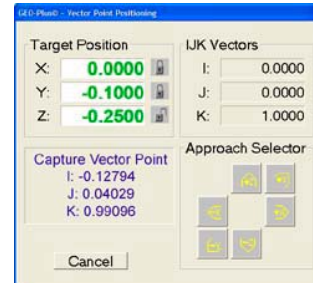 GEO-Plus© - Vector Point Positioning
Target Position
X: 0.0000
Y: -0.1000
Z: -0.2500
IJK Vectors
I: 0.0000
J: 0.0000
K: 1.0000
Capture Vector Point
I: -0.12794
J: 0.04029
K: 0.99096
Approach Selector
Cancel